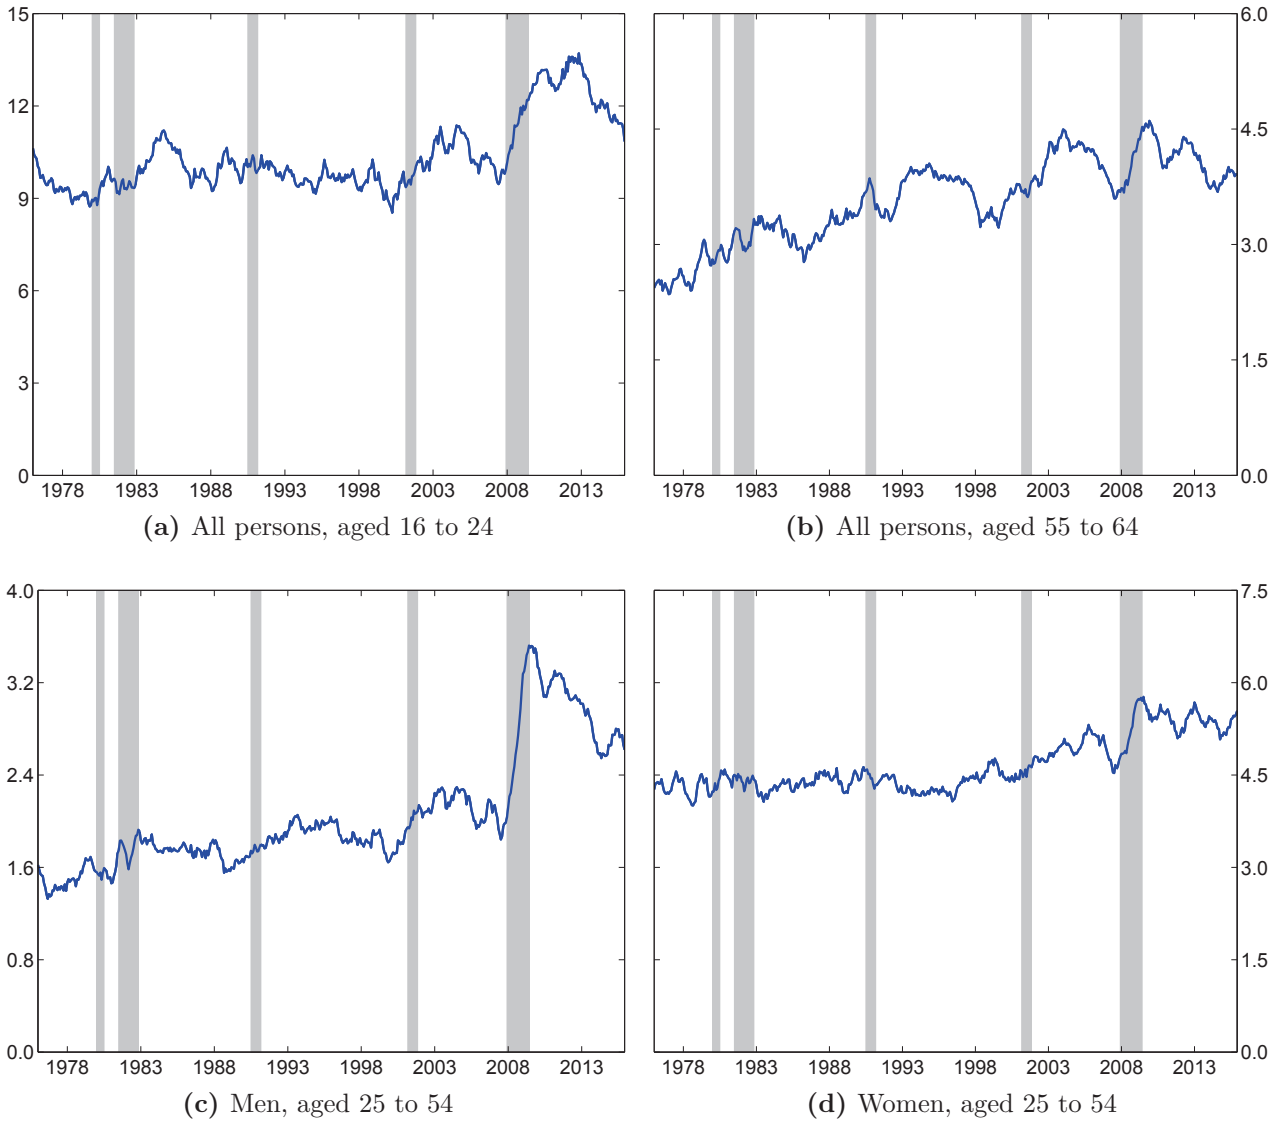 15
12
9
6
3
0
1978 1983 1988 1993 1998 2003 2008 2013
(a) All persons, aged 16 to 24
6.0
4.5
3.0
1.5
0.0
1978 1983 1988 1993 1998 2003 2008 2013
(b) All persons, aged 55 to 64
4.0
3.2
2.4
1.6
0.8
0.0
1978 1983 1988 1993 1998 2003 2008 2013
(c) Men, aged 25 to 54
7.5
6.0
4.5
3.0
1.5
0.0
1978 1983 1988 1993 1998 2003 2008 2013
(d) Women, aged 25 to 54